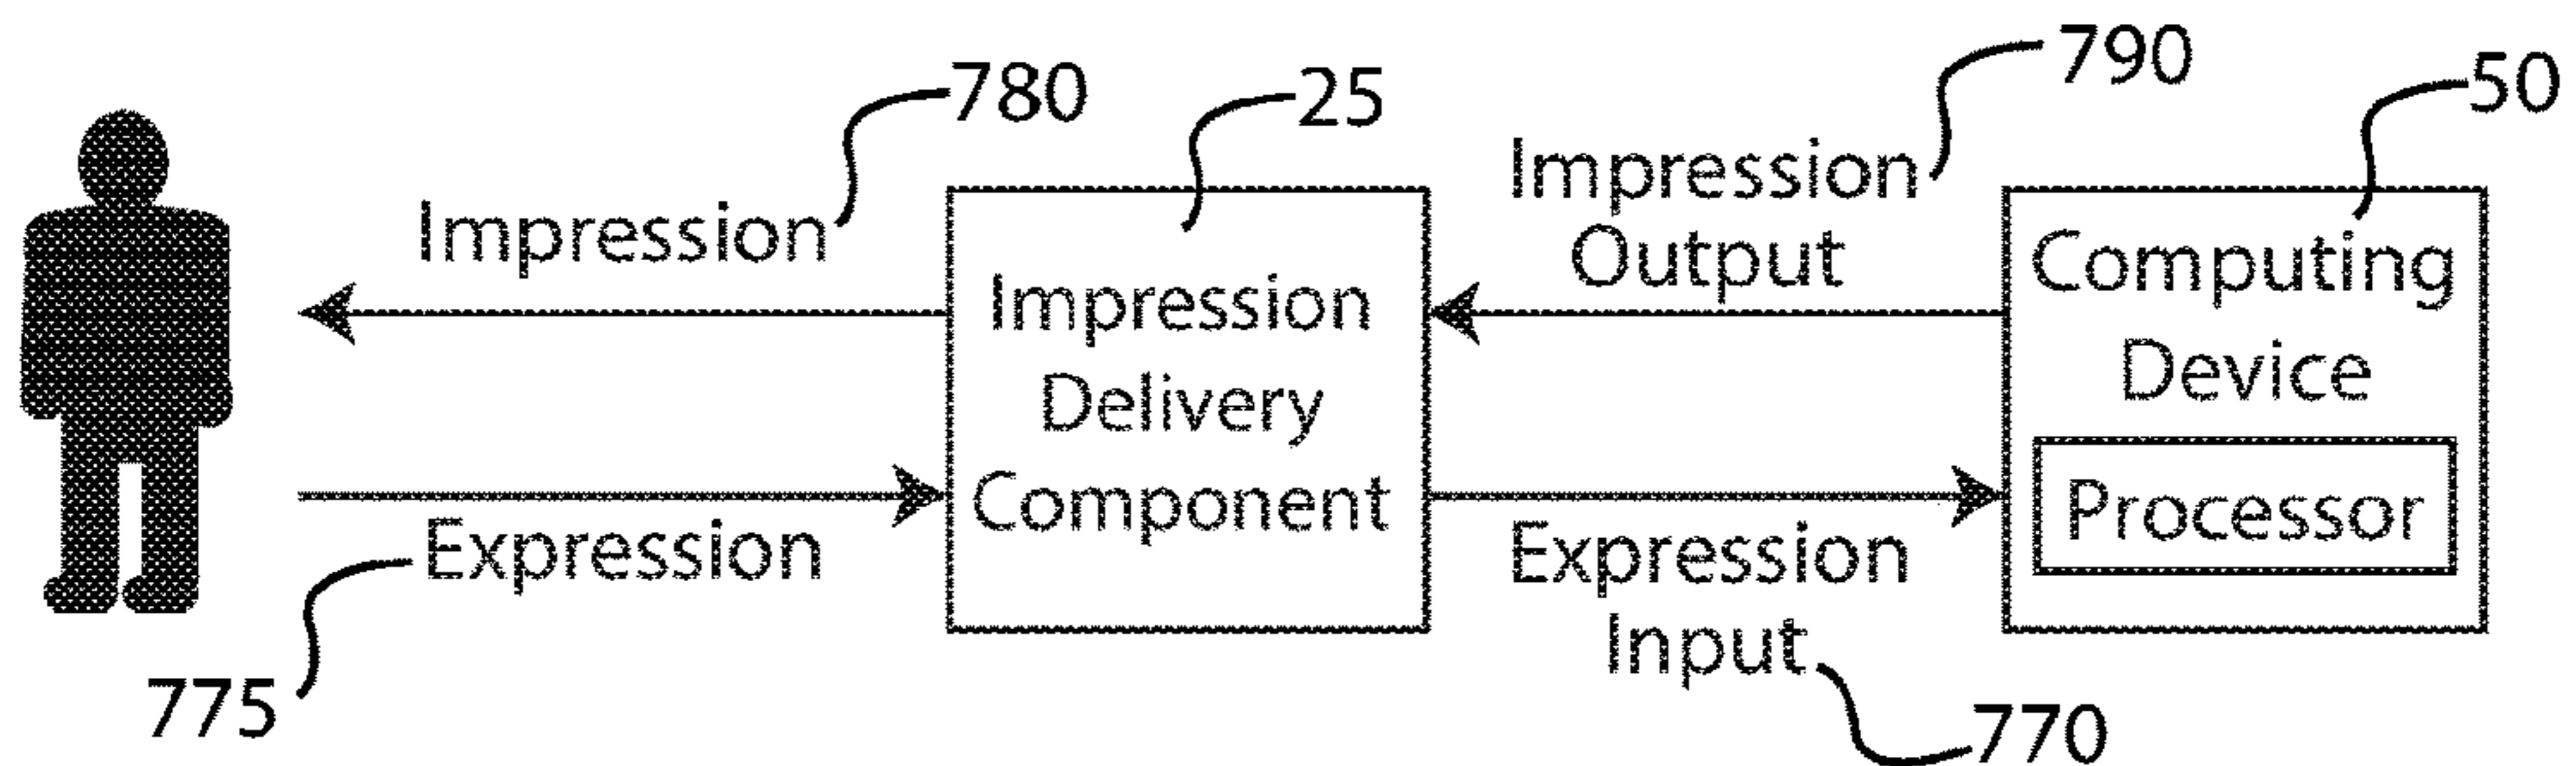 780
25
790
50
Impression
Impression
Output
Impression
Delivery
Component
Computing
Device
Processor
Expression
Expression
Input
775
770